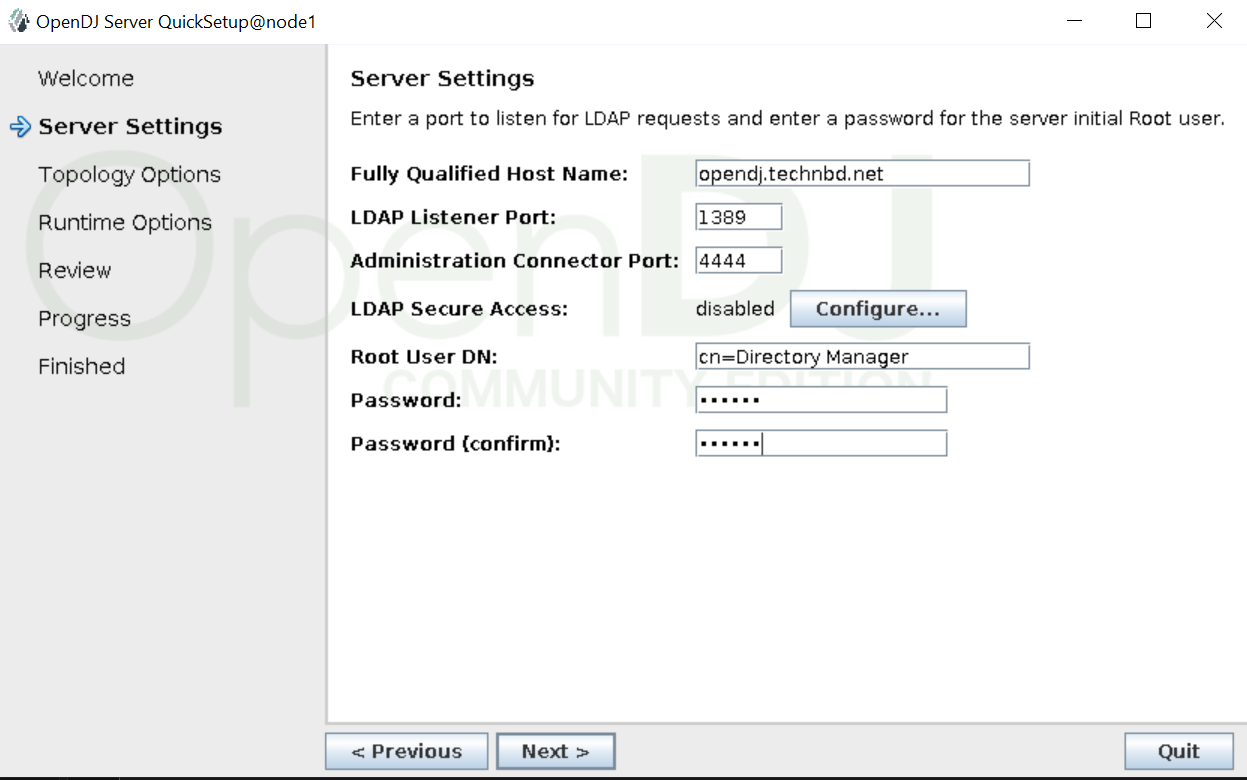 OpenDJ Server QuickSetup@node1
Welcome
Server Settings
Topology Options
Runtime Options
Review
Progress
Finished
OpenDJ
COMMUNITY EDITION
Server Settings
Enter a port to listen for LDAP requests and enter a password for the server initial Root user.
Fully Qualified Host Name: opendj.technbd.net
LDAP Listener Port: 1389
Administration Connector Port: 4444
LDAP Secure Access: disabled Configure...
Root User DN: cn=Directory Manager
Password: ••••••
Password (confirm): ••••••
< Previous Next > Quit